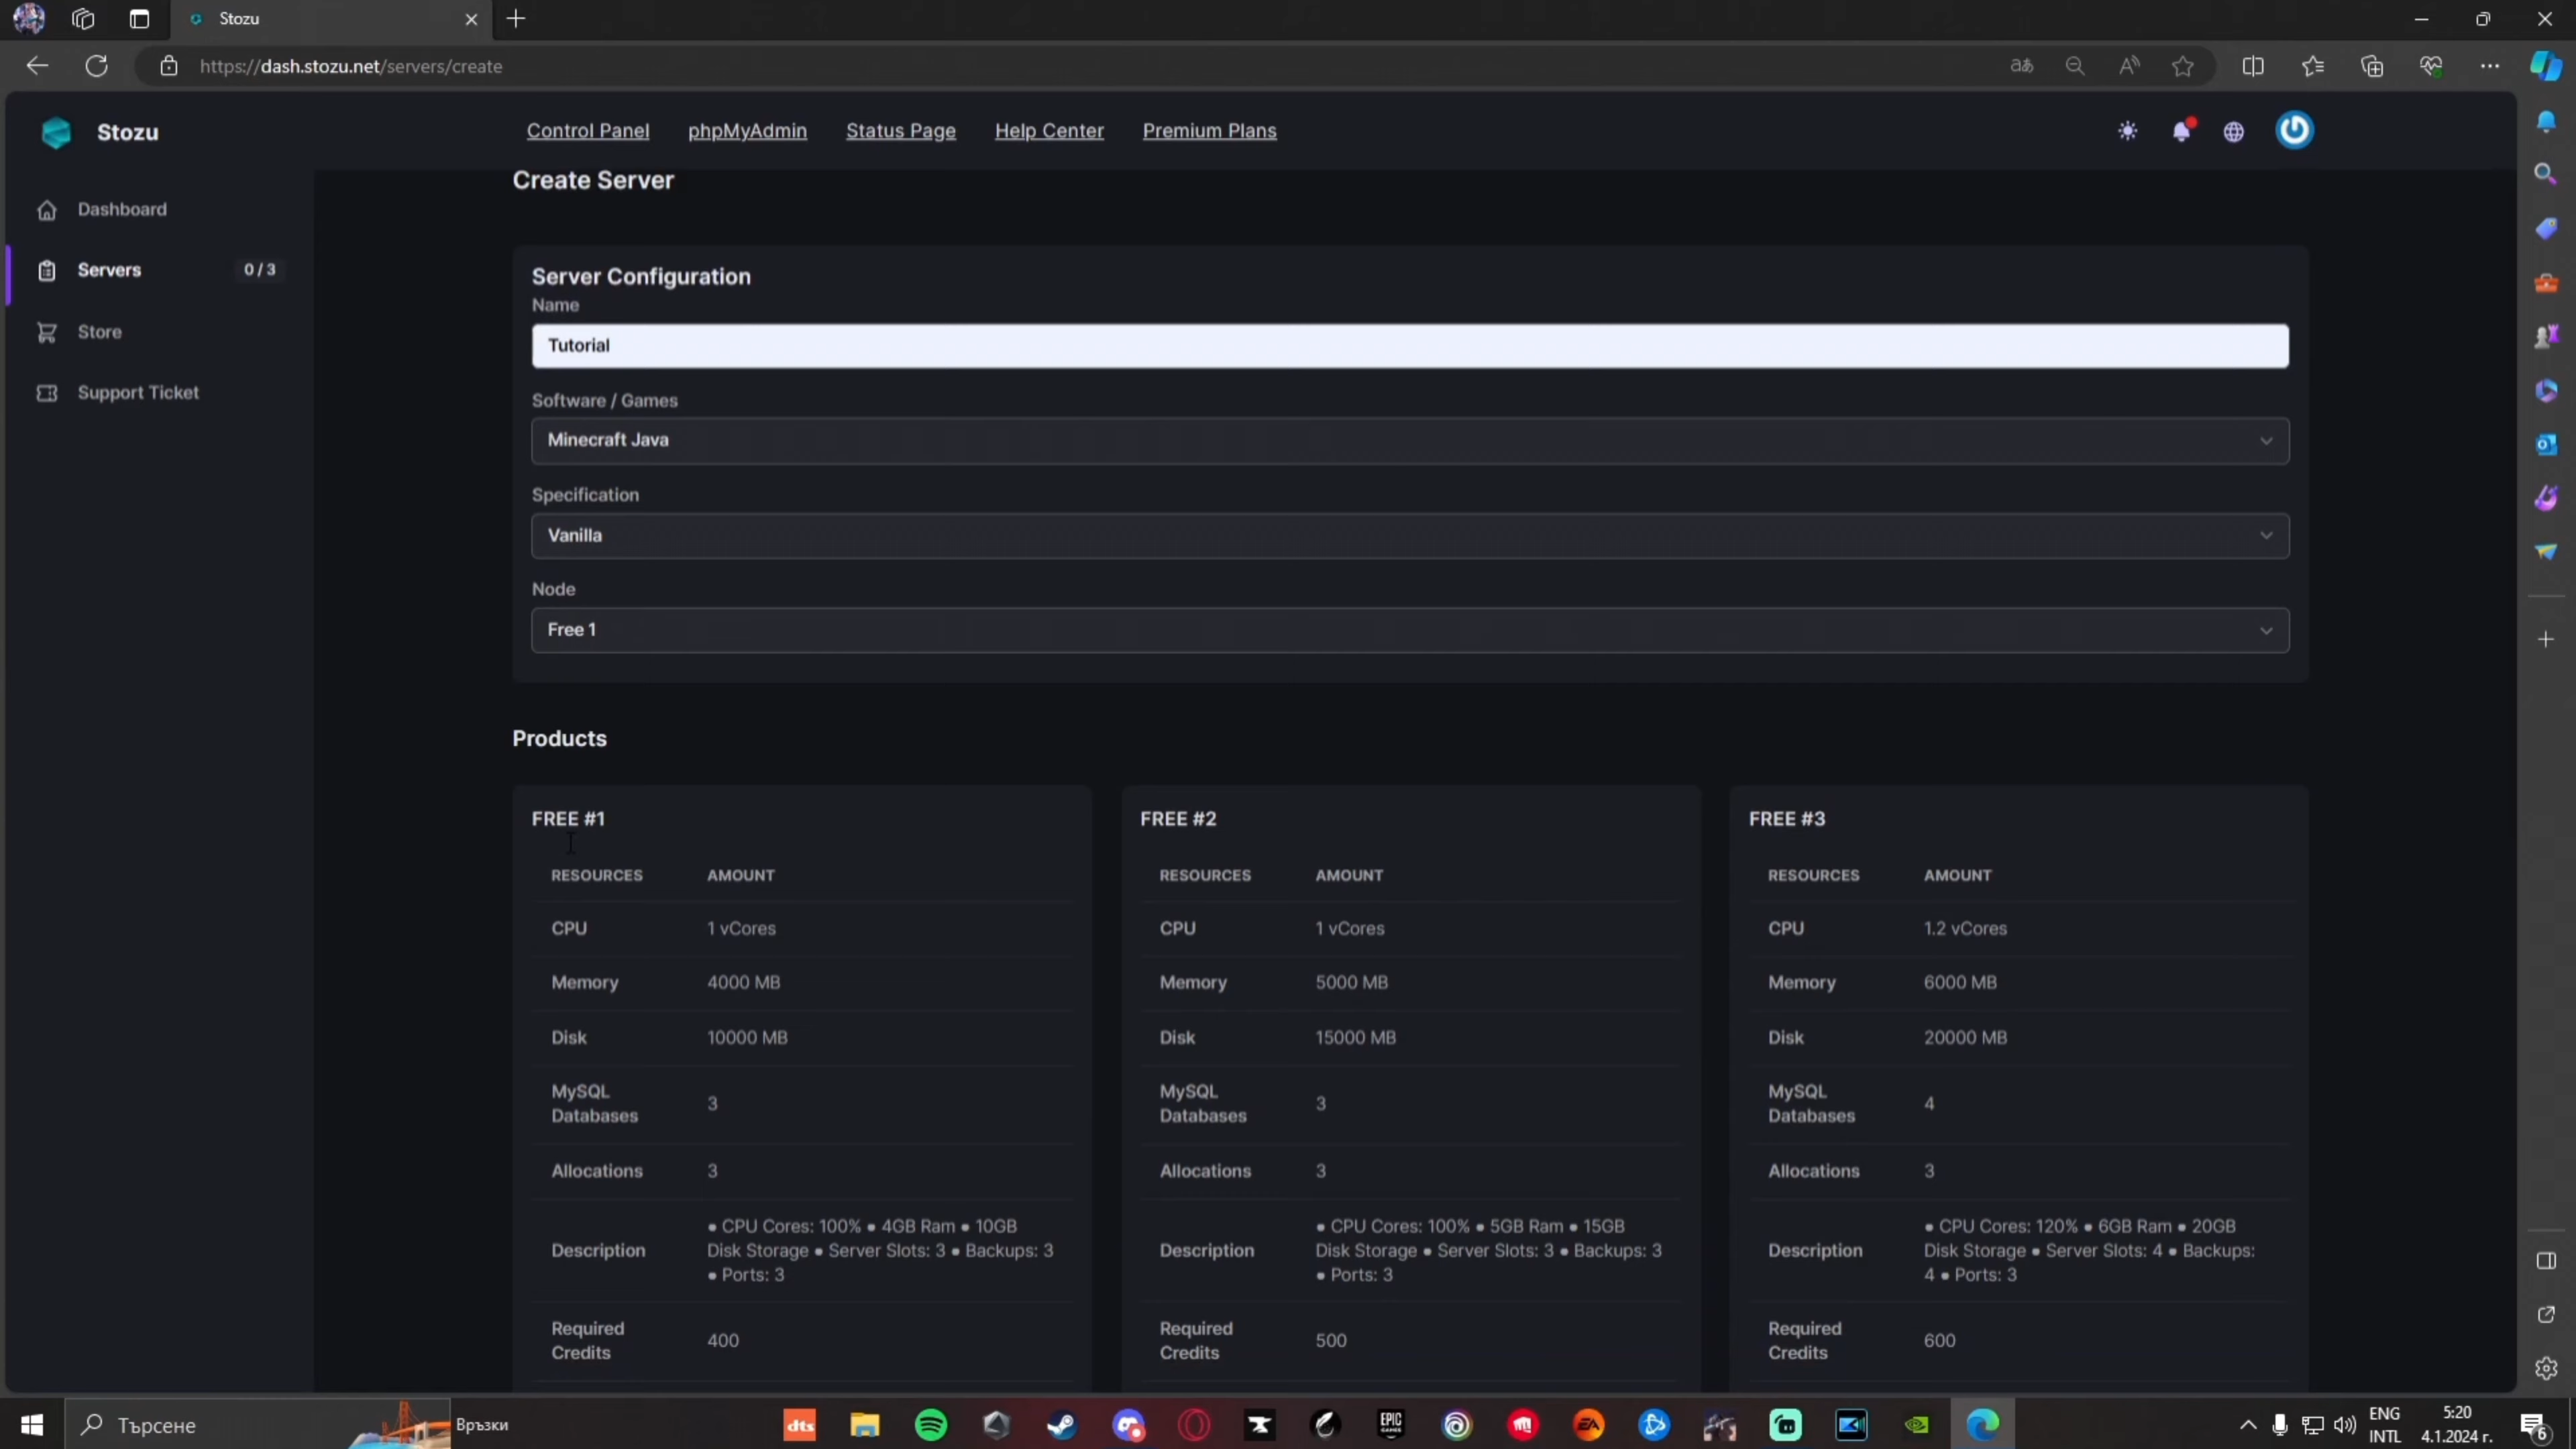 Stozu
https://dash.stozu.net/servers/create
Stozu
Control Panel
phpMyAdmin
Status Page
Help Center
Premium Plans
Dashboard
Servers
0 / 3
Store
Support Ticket
Create Server
Server Configuration
Name
Tutorial
Software / Games
Minecraft Java
Specification
Vanilla
Node
Free 1
Products
FREE #1
RESOURCES AMOUNT
CPU 1 vCores
Memory 4000 MB
Disk 10000 MB
MySQL
Databases
3
Allocations 3
Description
• CPU Cores: 100% • 4GB Ram • 10GB
Disk Storage • Server Slots: 3 • Backups: 3
• Ports: 3
Required
Credits
400
FREE #2
RESOURCES AMOUNT
CPU 1 vCores
Memory 5000 MB
Disk 15000 MB
MySQL
Databases
3
Allocations 3
Description
• CPU Cores: 100% • 5GB Ram • 15GB
Disk Storage • Server Slots: 3 • Backups: 3
• Ports: 3
Required
Credits
500
FREE #3
RESOURCES AMOUNT
CPU 1.2 vCores
Memory 6000 MB
Disk 20000 MB
MySQL
Databases
4
Allocations 3
Description
• CPU Cores: 120% • 6GB Ram • 20GB
Disk Storage • Server Slots: 4 • Backups:
4 • Ports: 3
Required
Credits
600
Търсене
Връзки
dts
EPIC
GAMES
EA
ENG
INTL
5:20
4.1.2024 г.
6